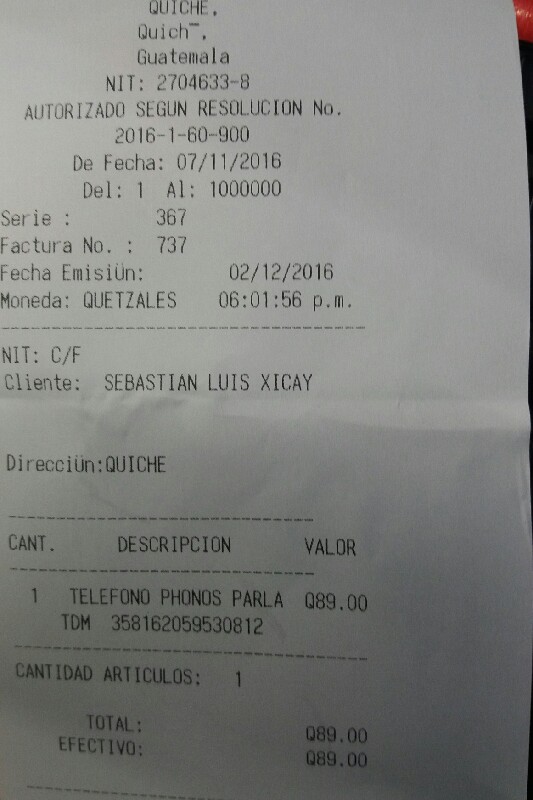 QUICHE,
Quich¯,
Guatemala
NIT: 2704633-8
AUTORIZADO SEGUN RESOLUCION No.
2016-1-60-900
De Fecha: 07/11/2016
Del: 1 Al: 1000000
Serie : 367
Factura No. : 737
Fecha EmisiÜn: 02/12/2016
Moneda: QUETZALES 06:01:56 p.m.
NIT: C/F
Cliente: SEBASTIAN LUIS XICAY
DirecciÜn:QUICHE
CANT. DESCRIPCION VALOR
1 TELEFONO PHONOS PARLA Q89.00
TDM 358162059530812
CANTIDAD ARTICULOS: 1
TOTAL: Q89.00
EFECTIVO: Q89.00